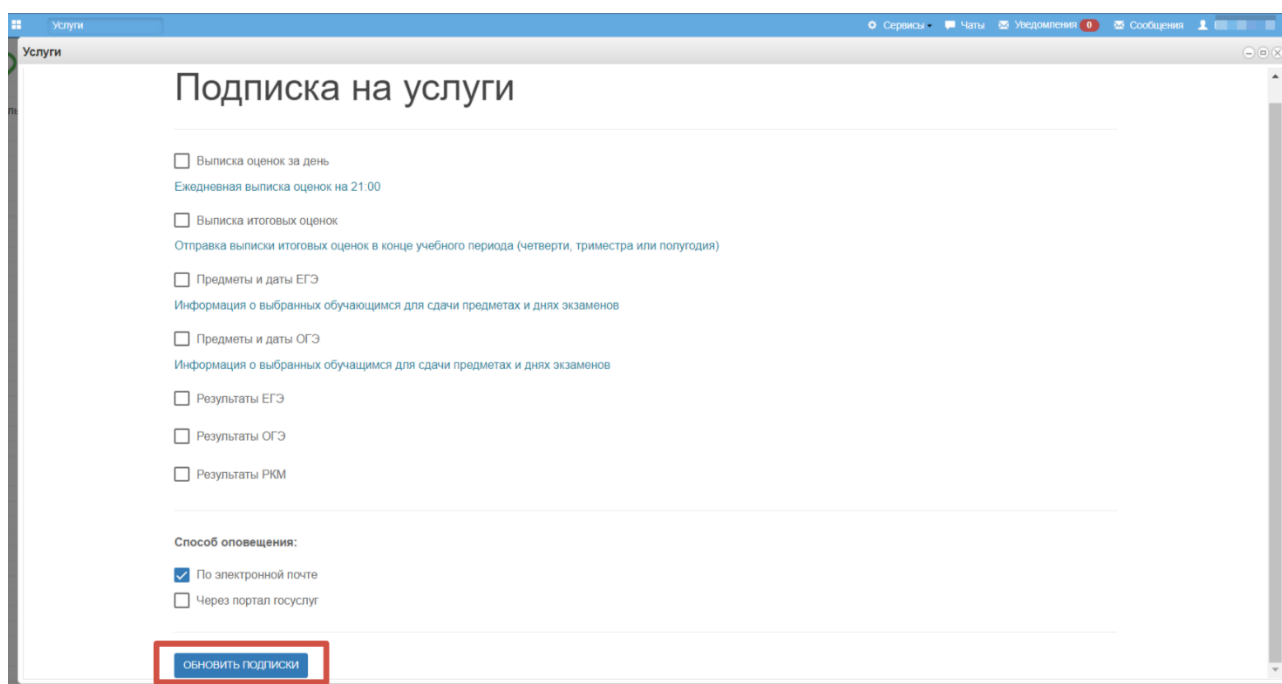 Услуги Сервисы Чаты Уведомления 0 Сообщения
Услуги
Подписка на услуги
Выписка оценок за день
Ежедневная выписка оценок на 21:00
Выписка итоговых оценок
Отправка выписки итоговых оценок в конце учебного периода (четверти, триместра или полугодия)
Предметы и даты ЕГЭ
Информация о выбранных обучающимся для сдачи предметах и днях экзаменов
Предметы и даты ОГЭ
Информация о выбранных обучащимся для сдачи предметах и днях экзаменов
Результаты ЕГЭ
Результаты ОГЭ
Результаты РКМ
Способ оповещения:
По электронной почте
Через портал госуслуг
ОБНОВИТЬ ПОДПИСКИ